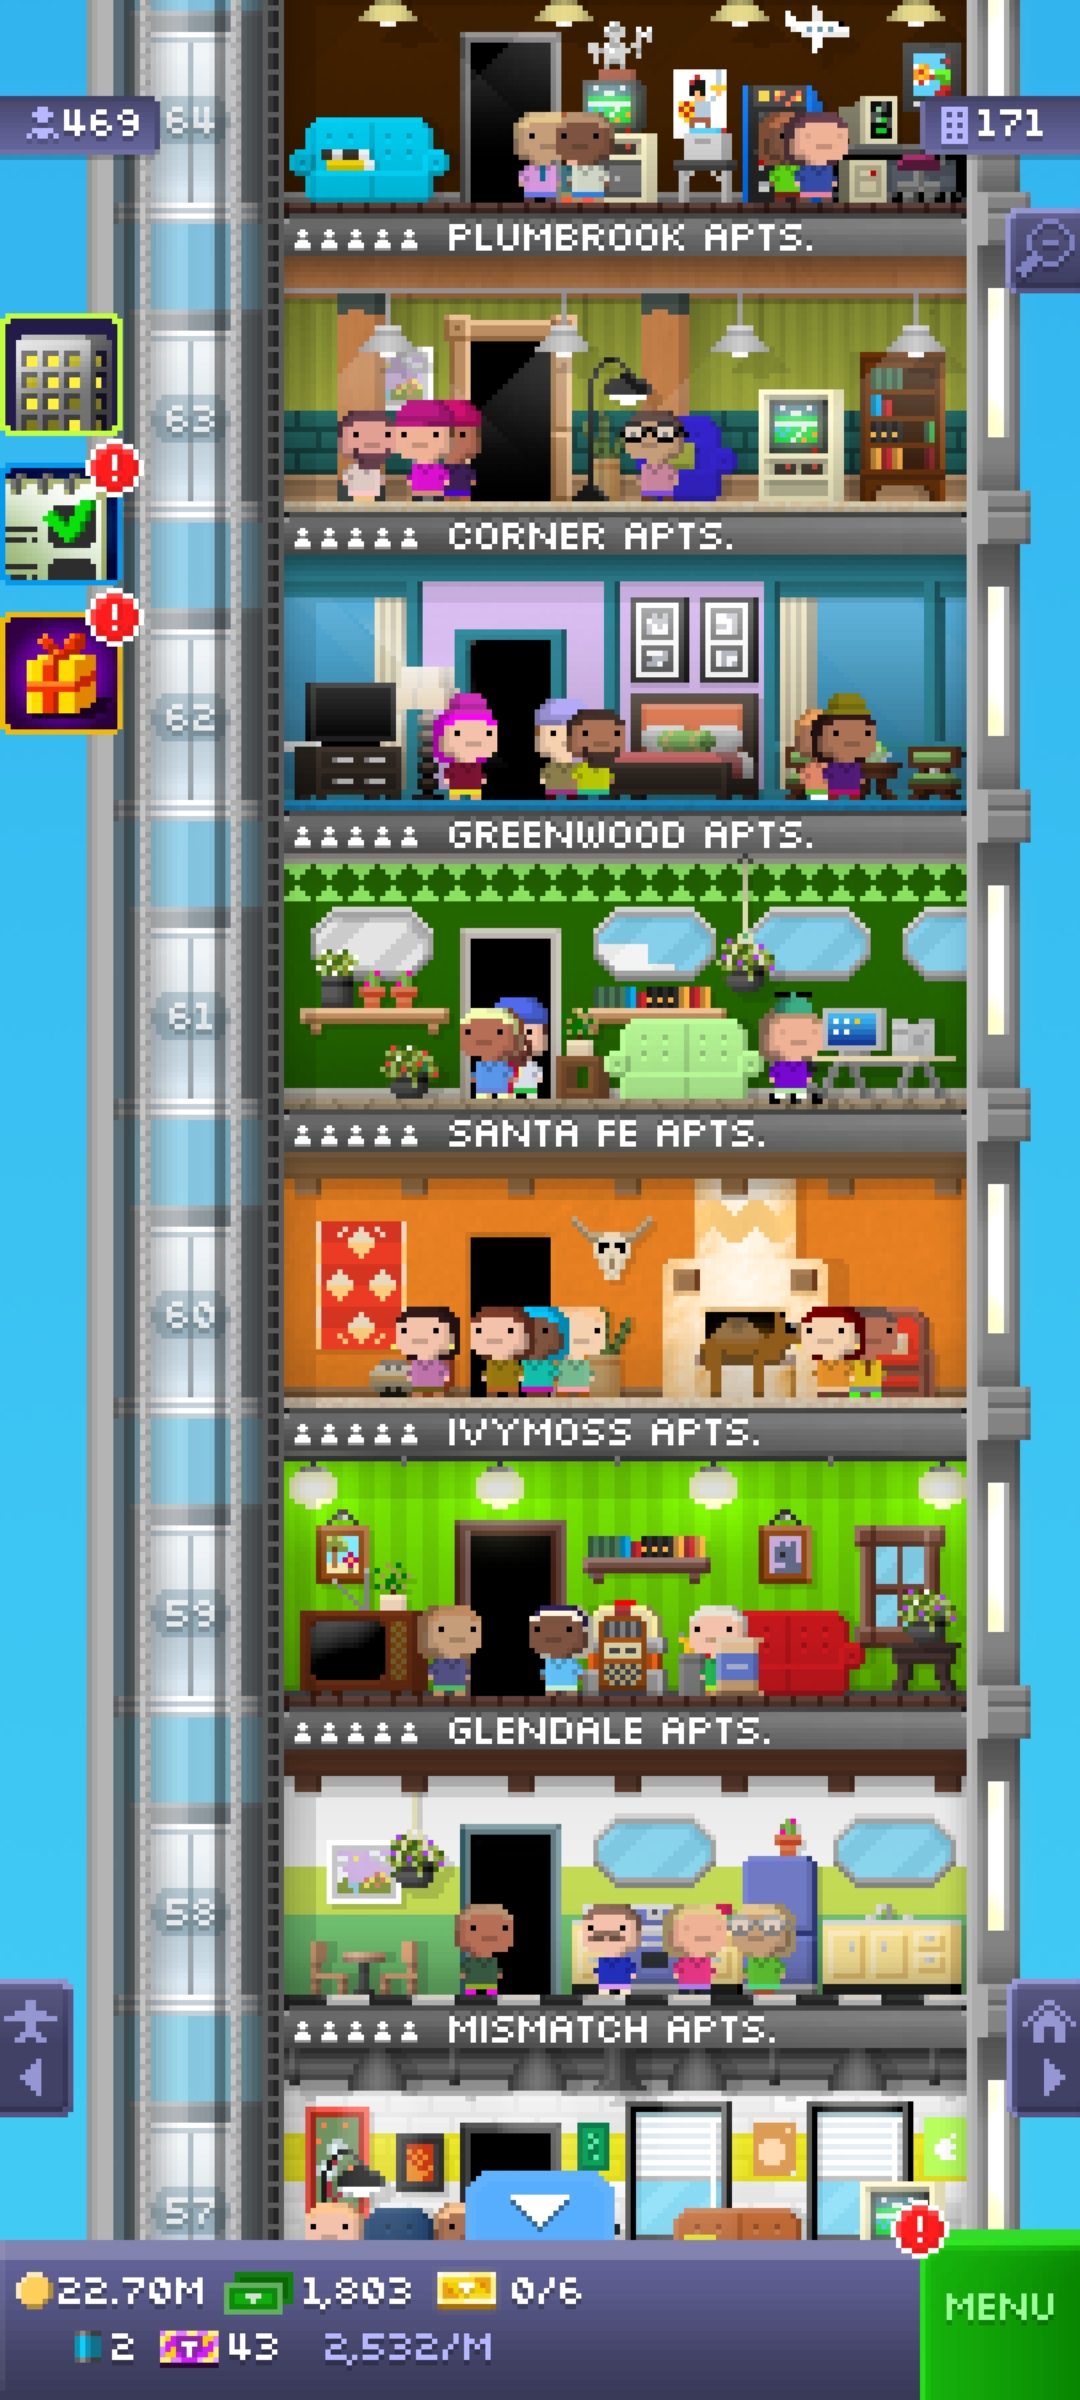 469
64
171
PLUMBROOK APTS.
63
CORNER APTS.
62
GREENWOOD APTS.
61
SANTA FE APTS.
60
IVYMOSS APTS.
59
GLENDALE APTS.
58
MISMATCH APTS.
57
22.70M 1,803 0/6
2 43 2,532/M
MENU